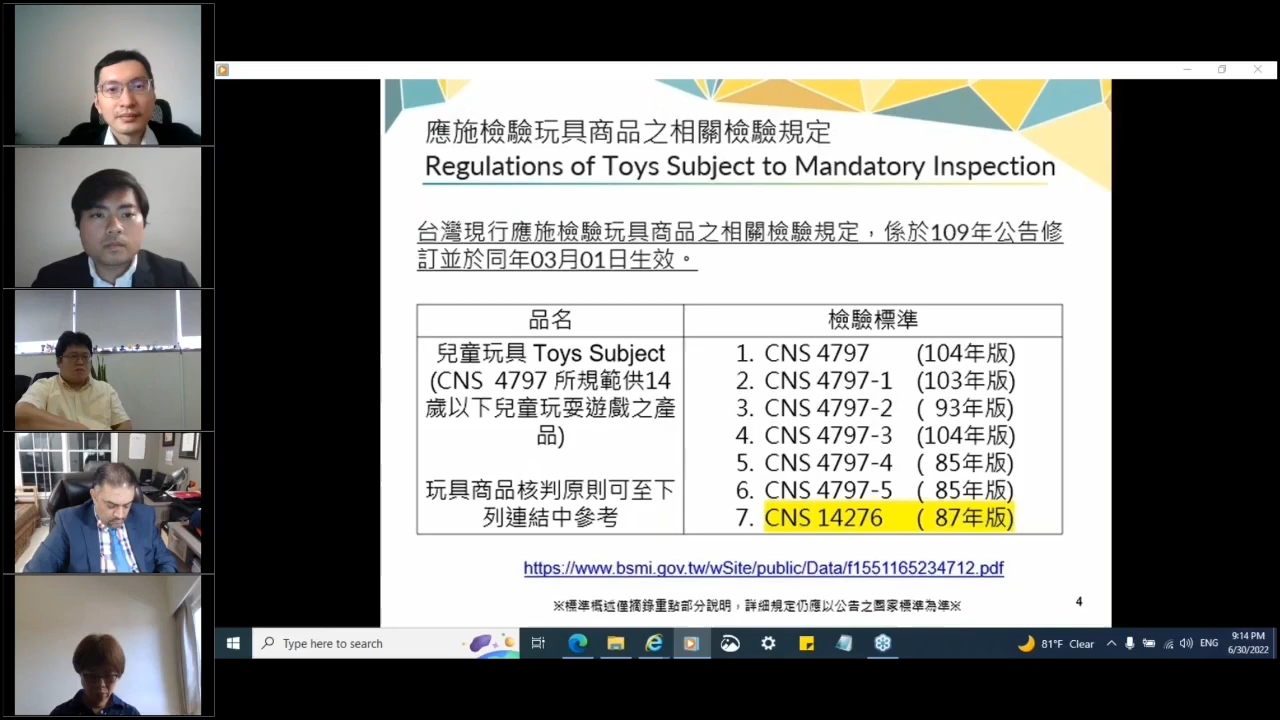 應施檢驗玩具商品之相關檢驗規定
Regulations of Toys Subject to Mandatory Inspection
台灣現行應施檢驗玩具商品之相關檢驗規定，係於109年公告修
訂並於同年03月01日生效。
品名
檢驗標準
兒童玩具 Toys Subject
(CNS 4797 所規範供14
歲以下兒童玩耍遊戲之產
品)
玩具商品核判原則可至下
列連結中參考
1. CNS 4797 (104年版)
2. CNS 4797-1 (103年版)
3. CNS 4797-2 ( 93年版)
4. CNS 4797-3 (104年版)
5. CNS 4797-4 ( 85年版)
6. CNS 4797-5 ( 85年版)
7. CNS 14276 ( 87年版)
https://www.bsmi.gov.tw/wSite/public/Data/f1551165234712.pdf
※標準概述僅摘錄重點部分說明，詳細規定仍應以公告之國家標準為準※
4
Type here to search
81°F Clear
ENG
9:14 PM
6/30/2022